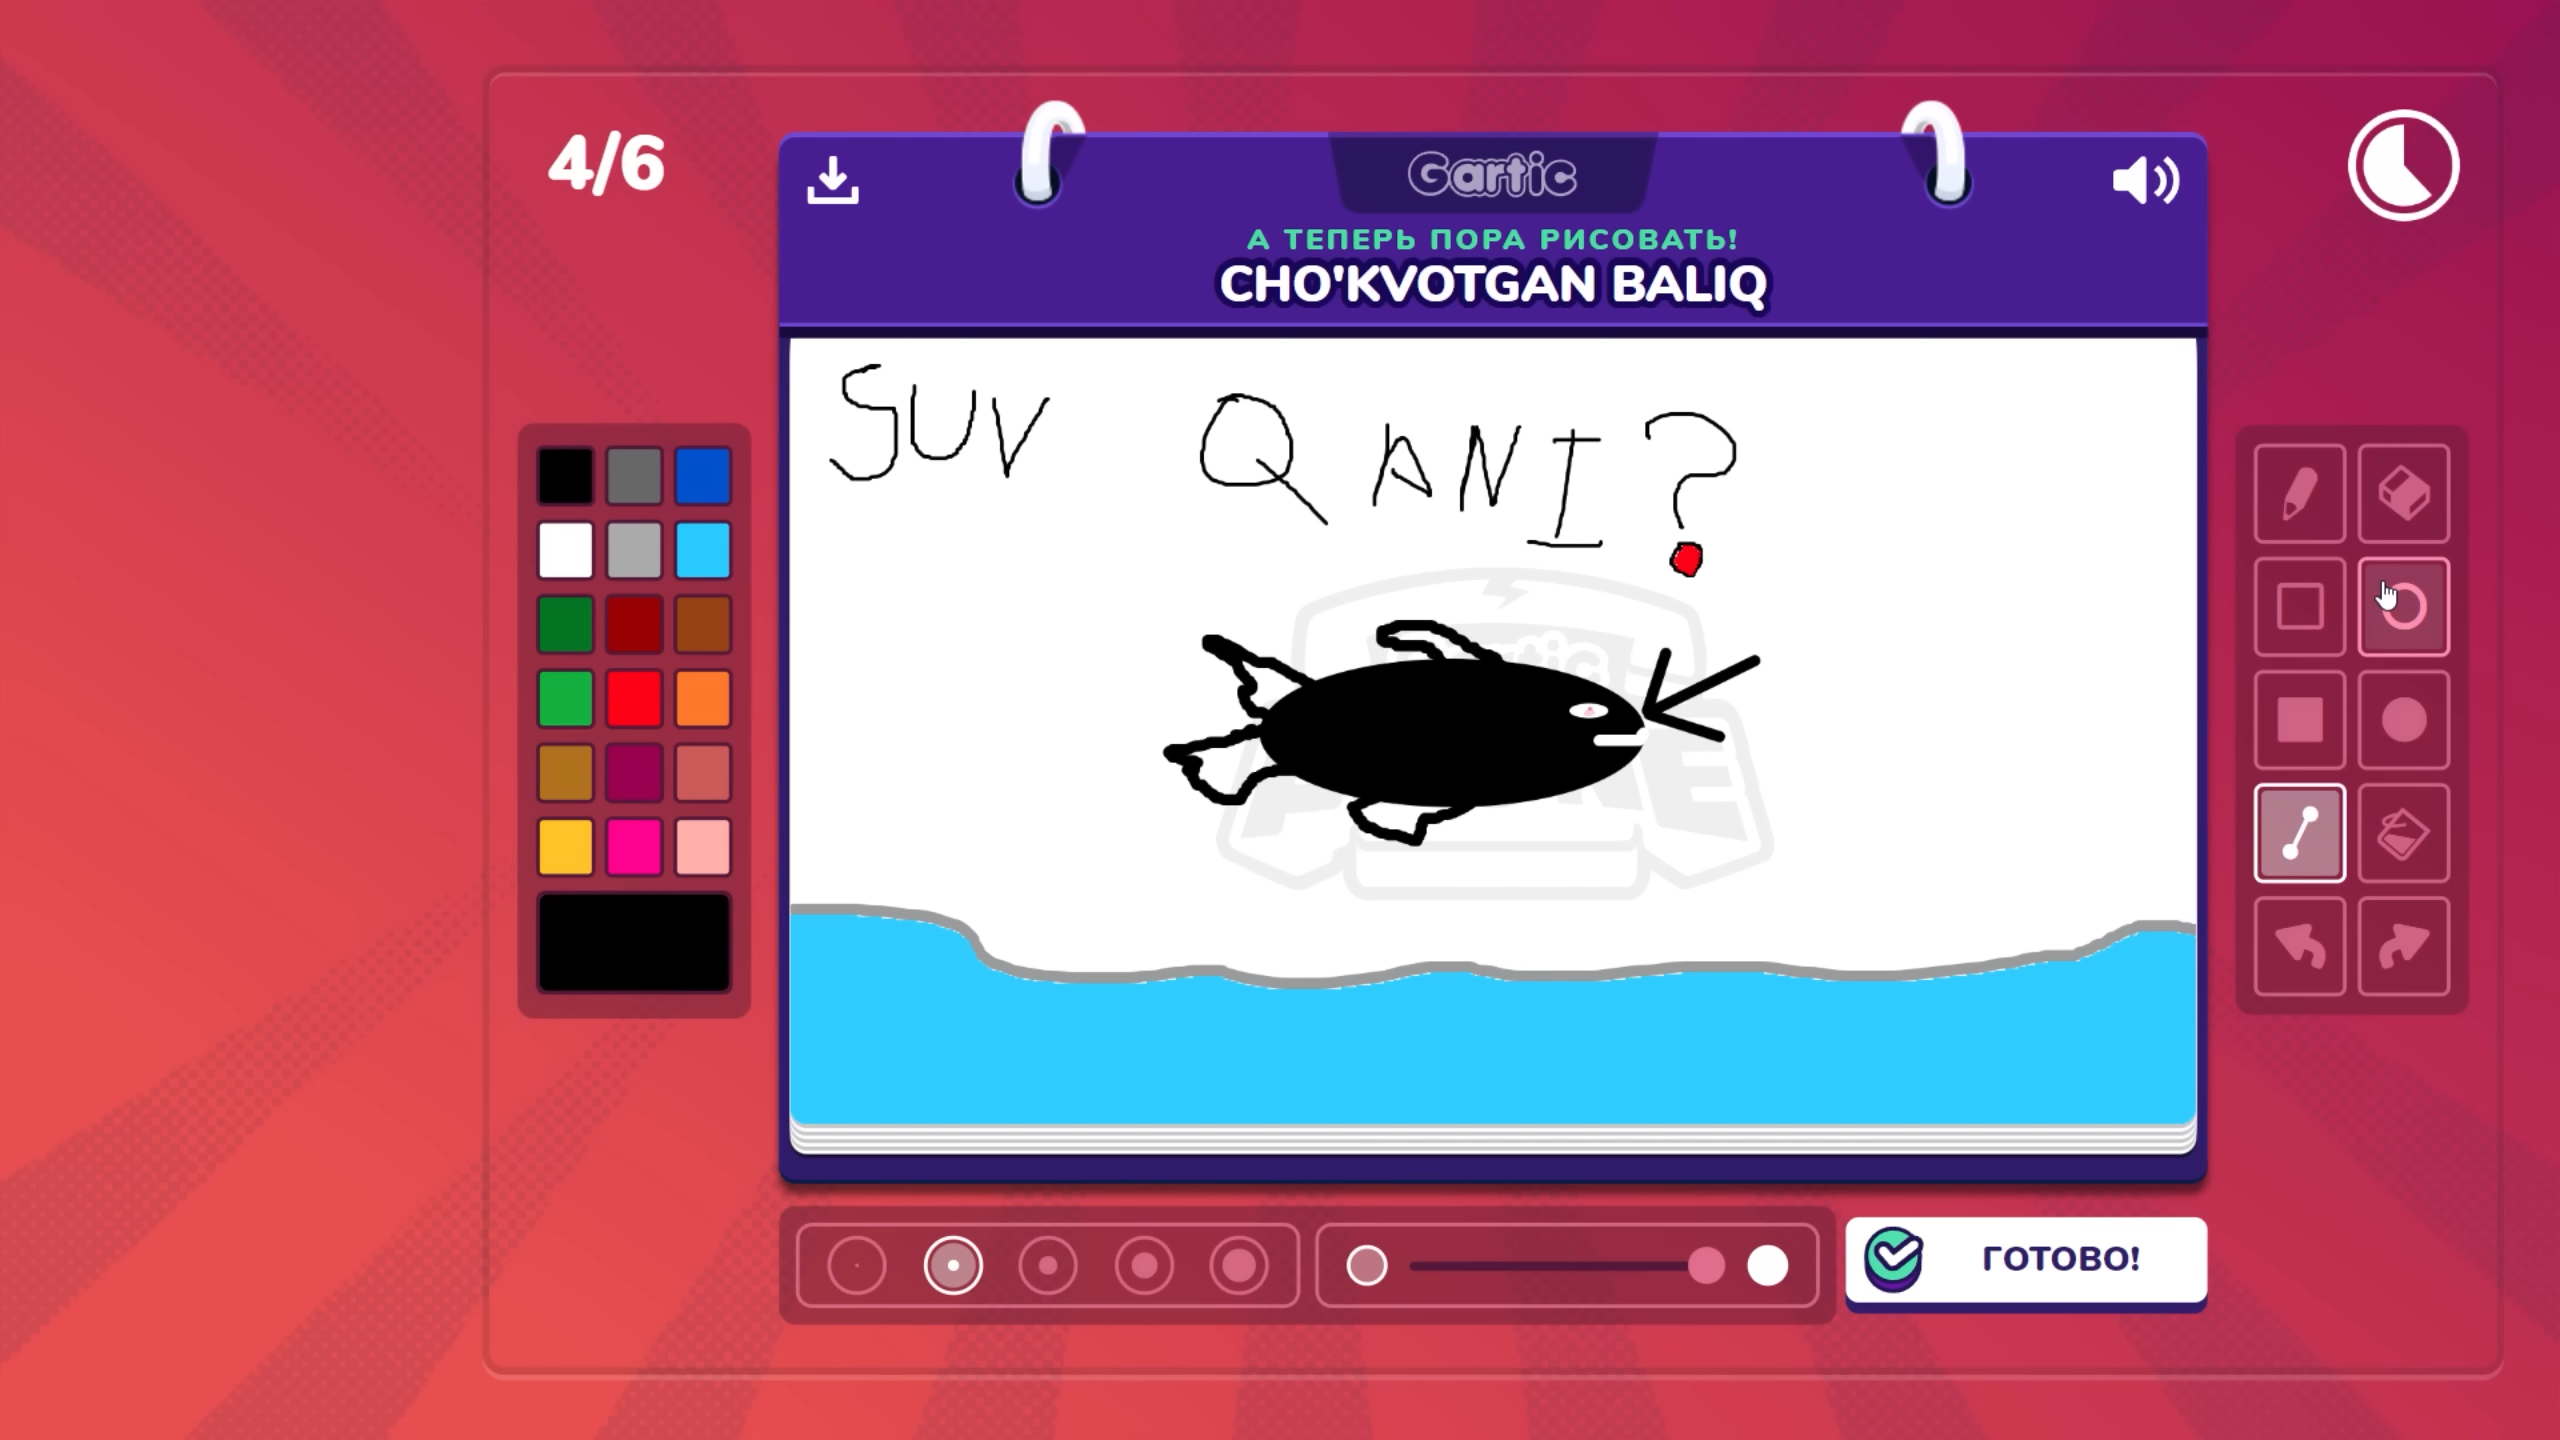 4/6
Gartic
А ТЕПЕРЬ ПОРА РИСОВАТЬ!
CHO'KVOTGAN BALIQ
SUV QANI?
ГОТОВО!